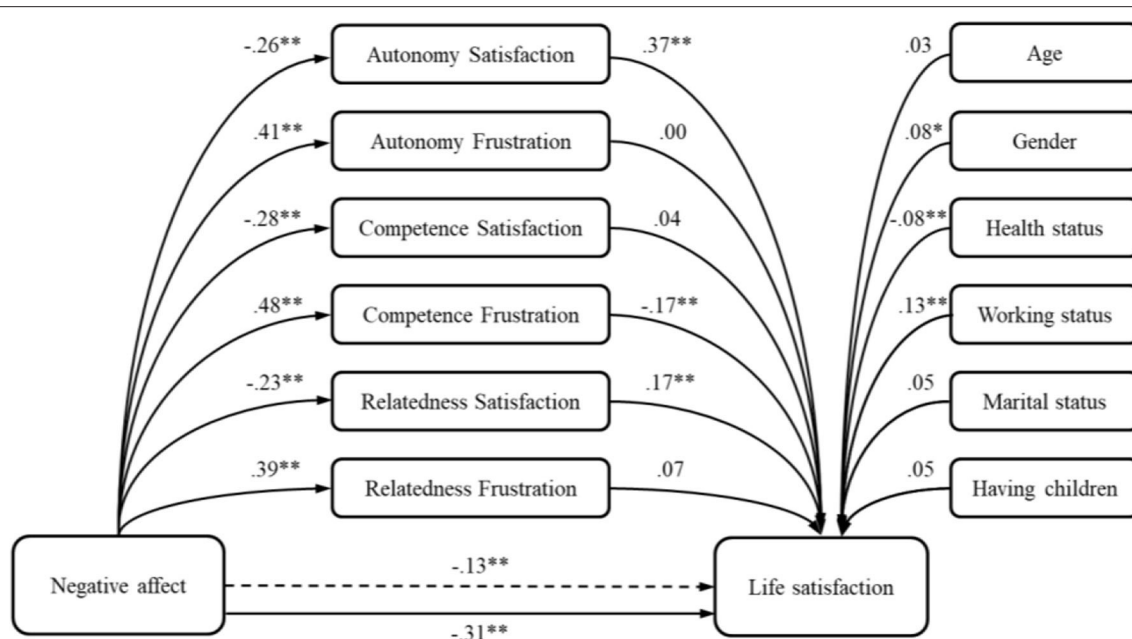 -.26**
Autonomy Satisfaction
.37**
.03
Age
.41**
Autonomy Frustration
.00
.08*
Gender
-.28**
Competence Satisfaction
.04
-.08**
Health status
.48**
Competence Frustration
-.17**
.13**
Working status
-.23**
Relatedness Satisfaction
.17**
.05
Marital status
.39**
Relatedness Frustration
.07
.05
Having children
Negative affect
-.13**
Life satisfaction
-.31**